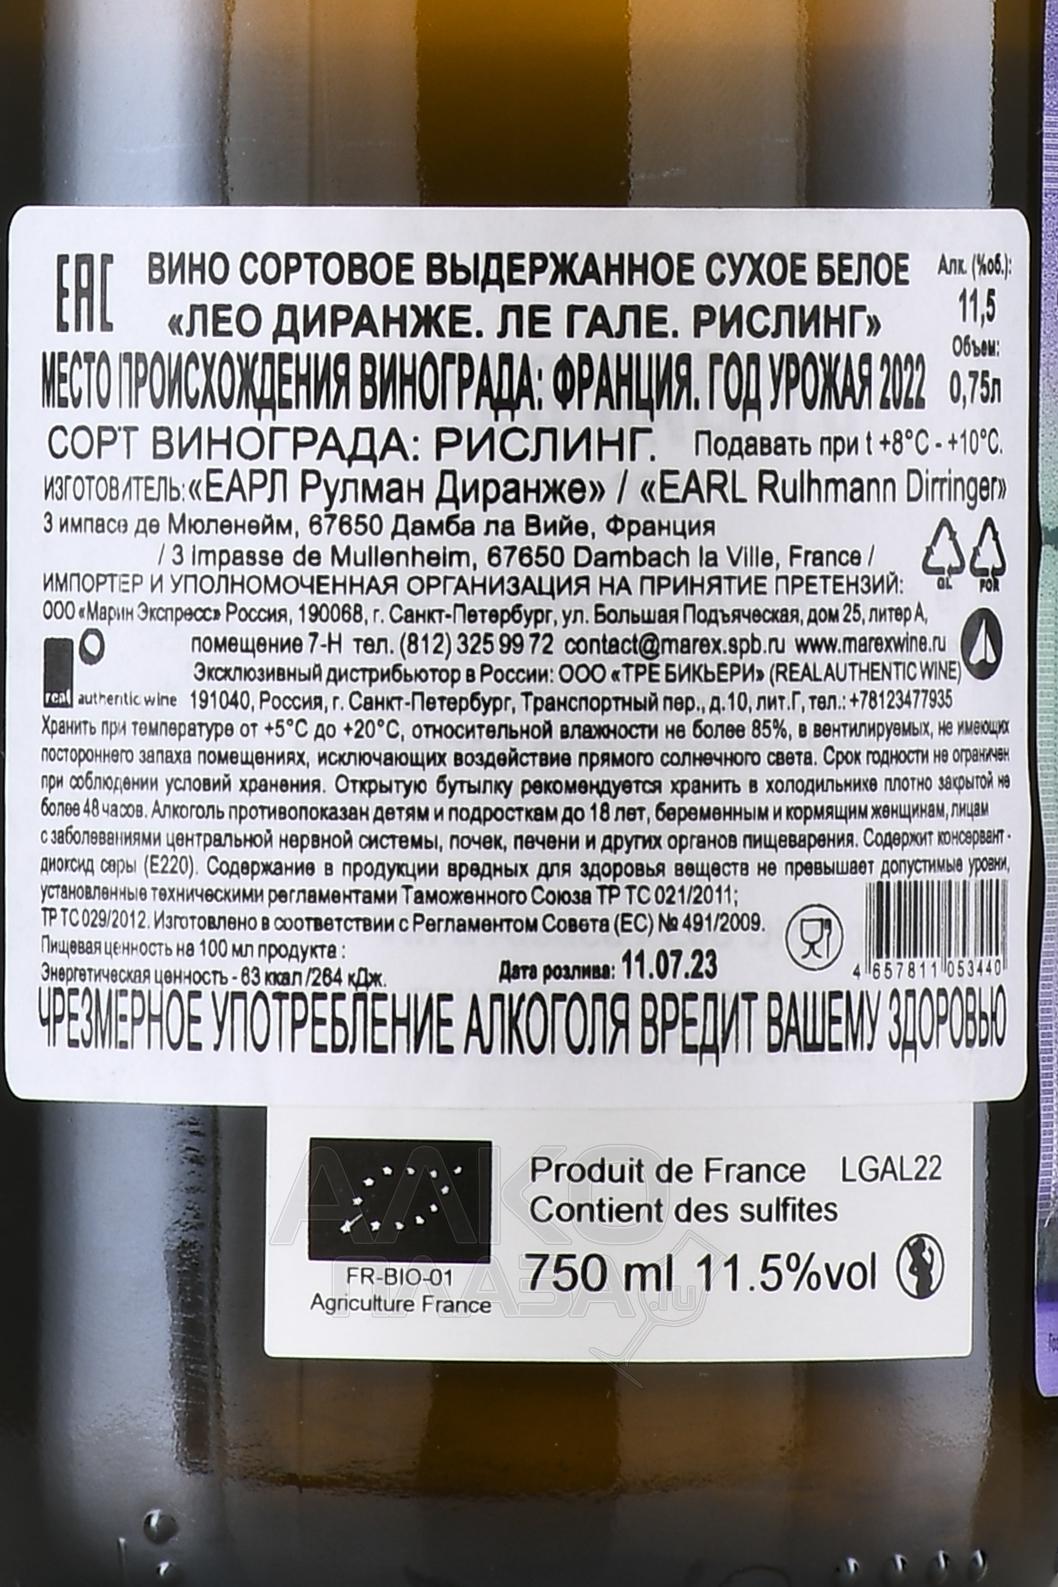 EAC
ВИНО СОРТОВОЕ ВЫДЕРЖАННОЕ СУХОЕ БЕЛОЕ
Алк. (%об.):
11,5
«ЛЕО ДИРАНЖЕ. ЛЕ ГАЛЕ. РИСЛИНГ»
Объем:
0,75л
МЕСТО ПРОИСХОЖДЕНИЯ ВИНОГРАДА: ФРАНЦИЯ. ГОД УРОЖАЯ 2022
СОРТ ВИНОГРАДА: РИСЛИНГ. Подавать при t +8°C - +10°C.
ИЗГОТОВИТЕЛЬ: «ЕАРЛ Рулман Диранже» / «EARL Rulhmann Dirringer»
3 импасе де Мюленейм, 67650 Дамба ла Вийе, Франция
/ 3 Impasse de Mullenheim, 67650 Dambach la Ville, France /
GL FOR
ИМПОРТЕР И УПОЛНОМОЧЕННАЯ ОРГАНИЗАЦИЯ НА ПРИНЯТИЕ ПРЕТЕНЗИЙ:
ООО «Марин Экспресс» Россия, 190068, г. Санкт-Петербург, ул. Большая Подъяческая, дом 25, литер А,
помещение 7-Н тел. (812) 325 99 72 contact@marex.spb.ru www.marexwine.ru
Эксклюзивный дистрибьютор в России: ООО «ТРЕ БИКЬЕРИ» (REAL AUTHENTIC WINE)
real authentic wine
191040, Россия, г. Санкт-Петербург, Транспортный пер., д.10, лит.Г, тел.: +78123477935
Хранить при температуре от +5°C до +20°C, относительной влажности не более 85%, в вентилируемых, не имеющих
постороннего запаха помещениях, исключающих воздействие прямого солнечного света. Срок годности не ограничен
при соблюдении условий хранения. Открытую бутылку рекомендуется хранить в холодильнике плотно закрытой не
более 48 часов. Алкоголь противопоказан детям и подросткам до 18 лет, беременным и кормящим женщинам, лицам
с заболеваниями центральной нервной системы, почек, печени и других органов пищеварения. Содержит консервант -
диоксид серы (Е220). Содержание в продукции вредных для здоровья веществ не превышает допустимые уровни,
установленные техническими регламентами Таможенного Союза ТР ТС 021/2011;
ТР ТС 029/2012. Изготовлено в соответствии с Регламентом Совета (ЕС) № 491/2009.
Пищевая ценность на 100 мл продукта :
Энергетическая ценность - 63 ккал /264 кДж.
Дата розлива: 11.07.23
4 657811 053440
ЧРЕЗМЕРНОЕ УПОТРЕБЛЕНИЕ АЛКОГОЛЯ ВРЕДИТ ВАШЕМУ ЗДОРОВЬЮ
Produit de France LGAL22
Contient des sulfites
750 ml 11.5%vol
FR-BIO-01
Agriculture France
АЛКО
ПЛАЗА.ru